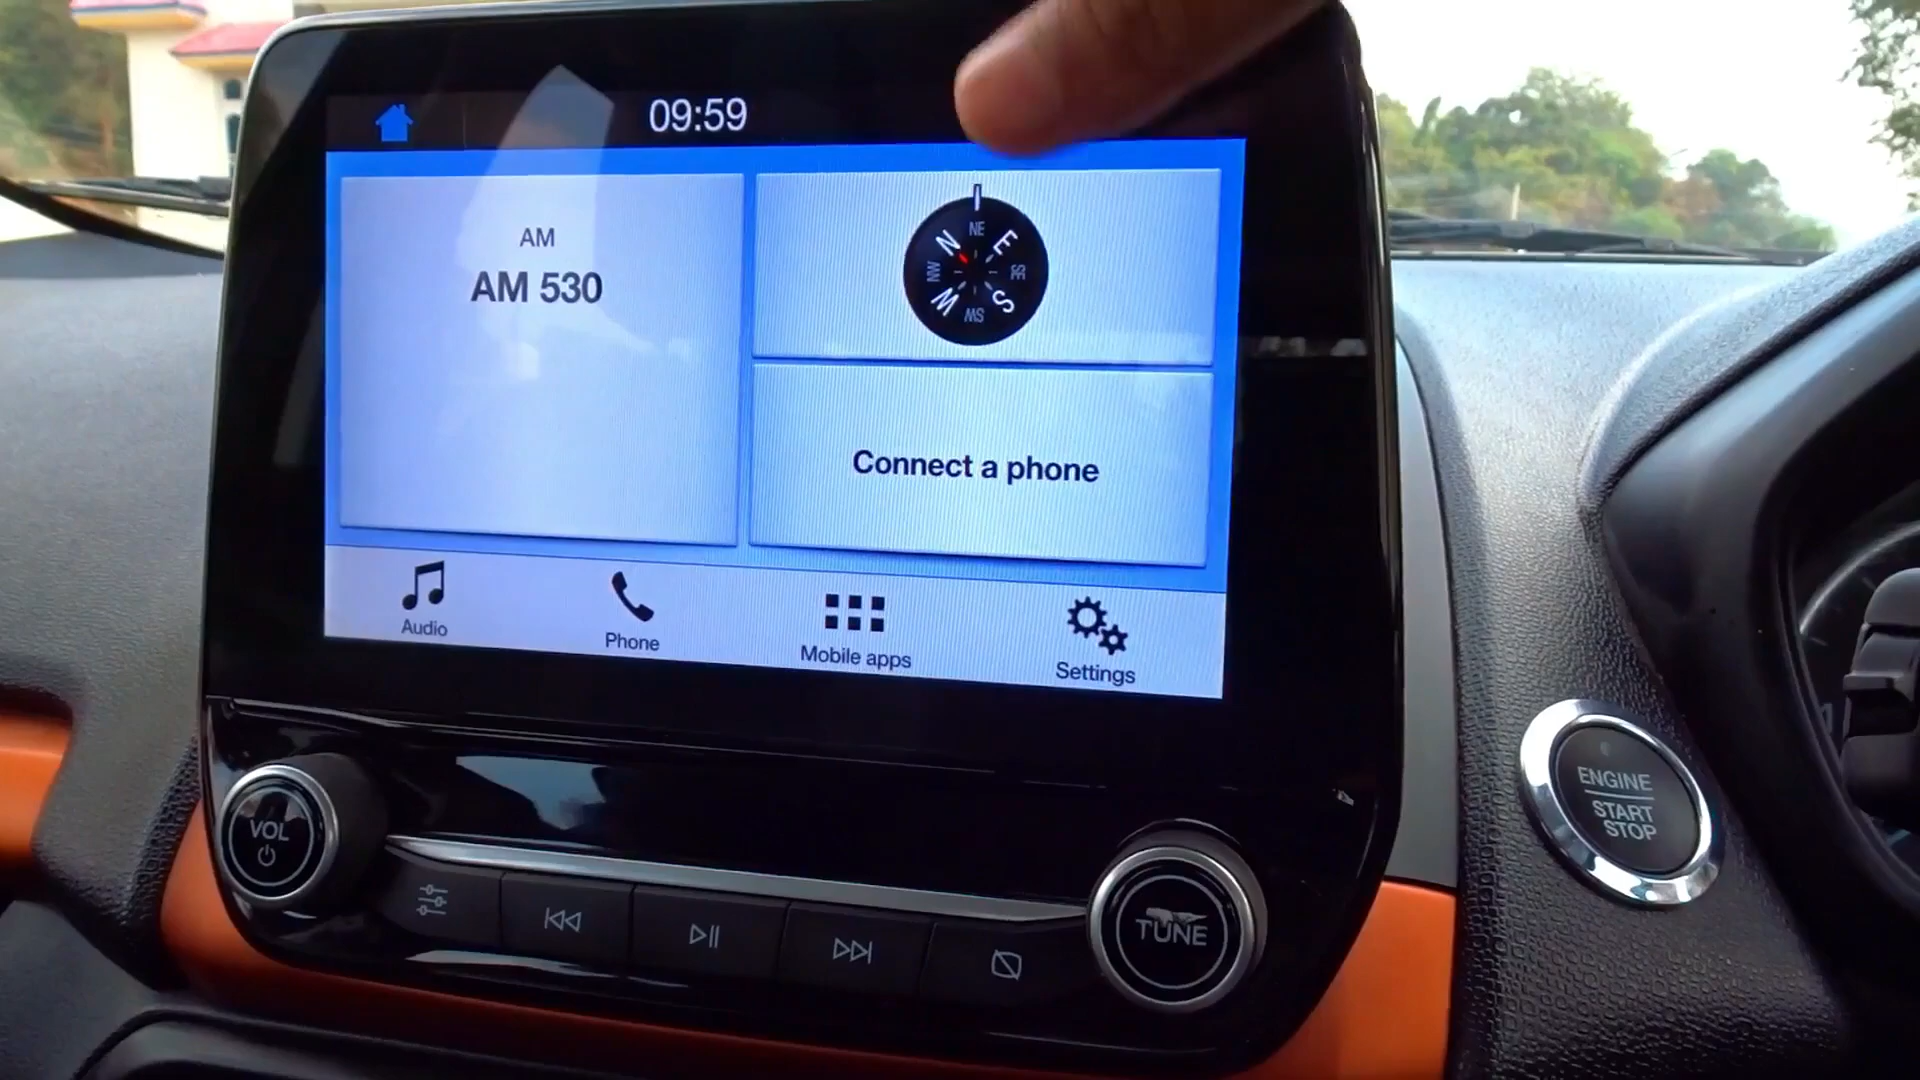 09:59
AM
AM 530
NE
N
E
NW
SE
W
S
SW
Connect a phone
Audio
Phone
Mobile apps
Settings
VOL
TUNE
ENGINE
START
STOP